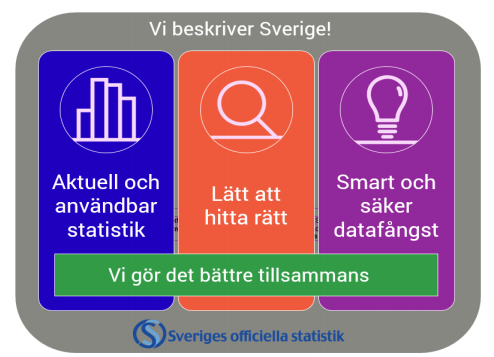 Vi beskriver Sverige!
Aktuell och
användbar
statistik
Lätt att
hitta rätt
Smart och
säker
datafångst
Vi gör det bättre tillsammans
Sveriges officiella statistik